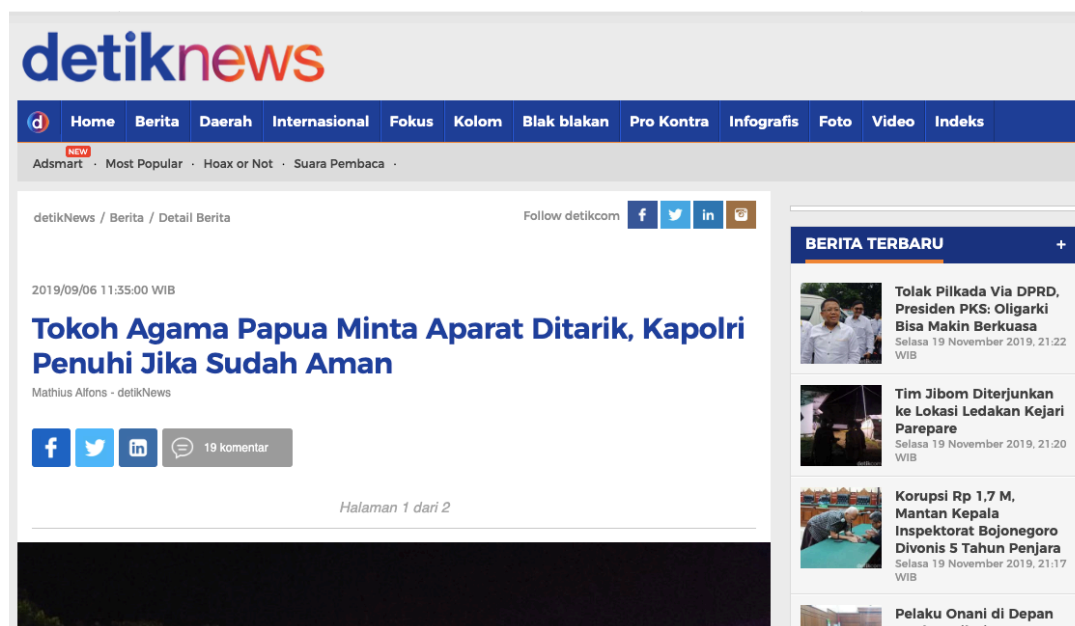 detiknews
d Home Berita Daerah Internasional Fokus Kolom Blak blakan Pro Kontra Infografis Foto Video Indeks
NEW
Adsmart · Most Popular · Hoax or Not · Suara Pembaca ·
detikNews / Berita / Detail Berita
Follow detikcom
2019/09/06 11:35:00 WIB
Tokoh Agama Papua Minta Aparat Ditarik, Kapolri
Penuhi Jika Sudah Aman
Mathius Alfons - detikNews
19 komentar
Halaman 1 dari 2
BERITA TERBARU +
Tolak Pilkada Via DPRD,
Presiden PKS: Oligarki
Bisa Makin Berkuasa
Selasa 19 November 2019, 21:22
WIB
Tim Jibom Diterjunkan
ke Lokasi Ledakan Kejari
Parepare
Selasa 19 November 2019, 21:20
WIB
Korupsi Rp 1,7 M,
Mantan Kepala
Inspektorat Bojonegoro
Divonis 5 Tahun Penjara
Selasa 19 November 2019, 21:17
WIB
Pelaku Onani di Depan